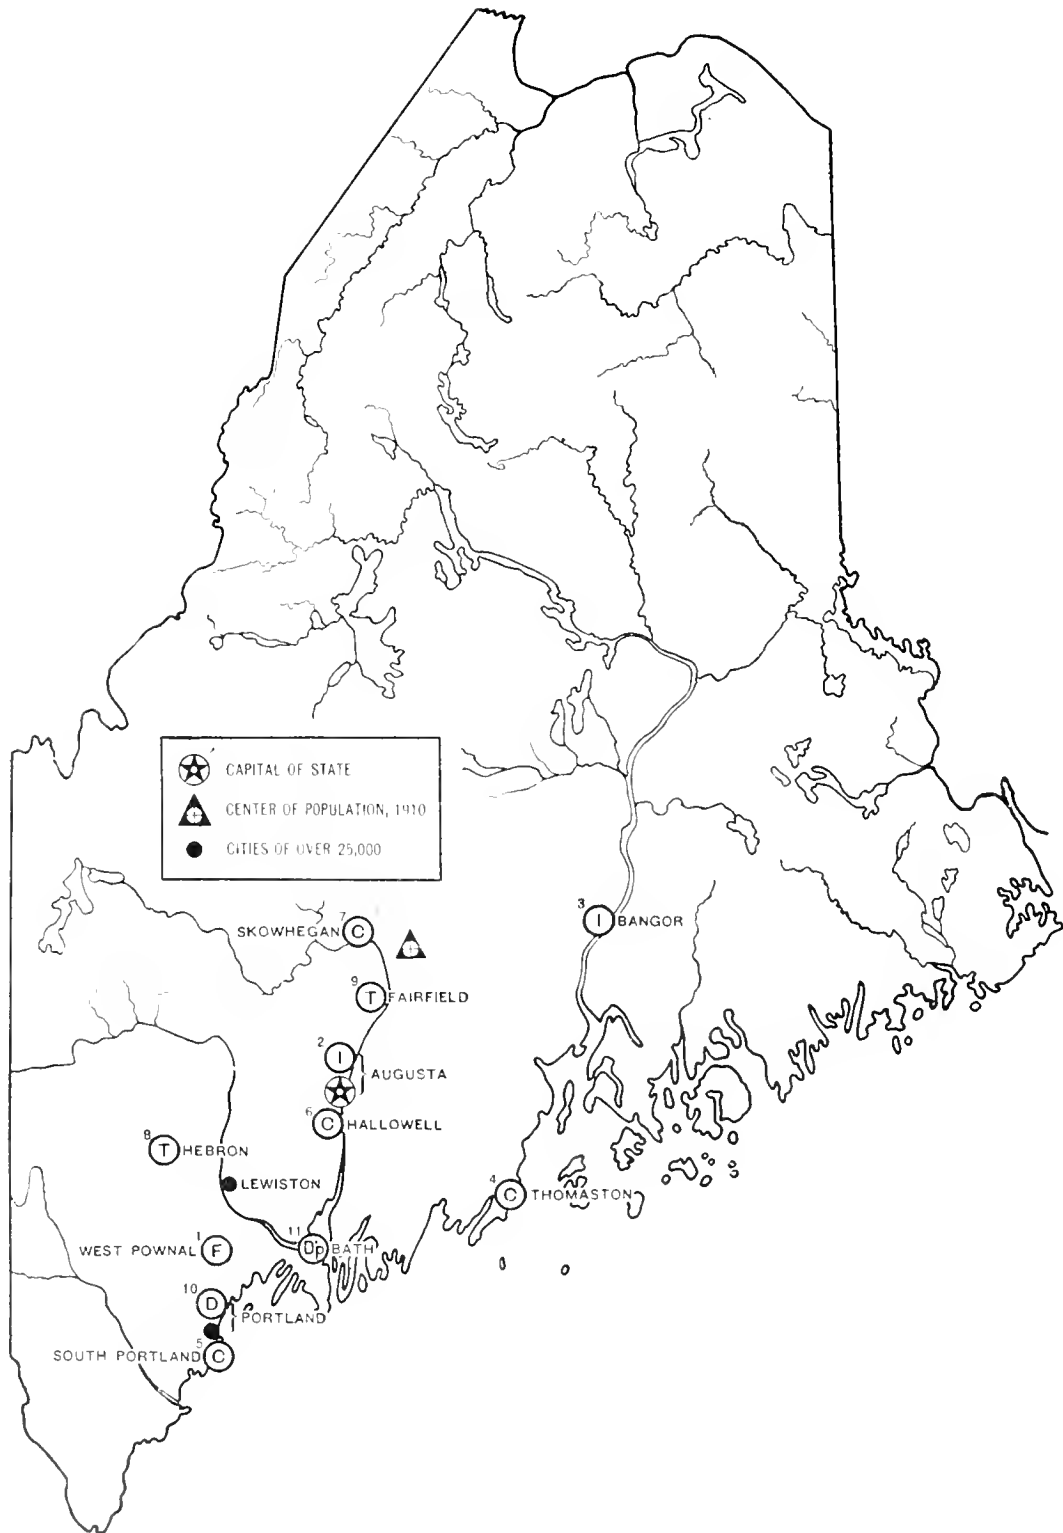 CAPITAL OF STATE
CENTER OF POPULATION, 1910
CITIES OF OVER 25,000
7
SKOWHEGAN C
3
I BANGOR
9
T FAIRFIELD
2
I
AUGUSTA
6
C HALLOWELL
8
T HEBRON
LEWISTON
4
C THOMASTON
11
Dp BATH
1
WEST POWNAL F
10
D
PORTLAND
5
SOUTH PORTLAND C